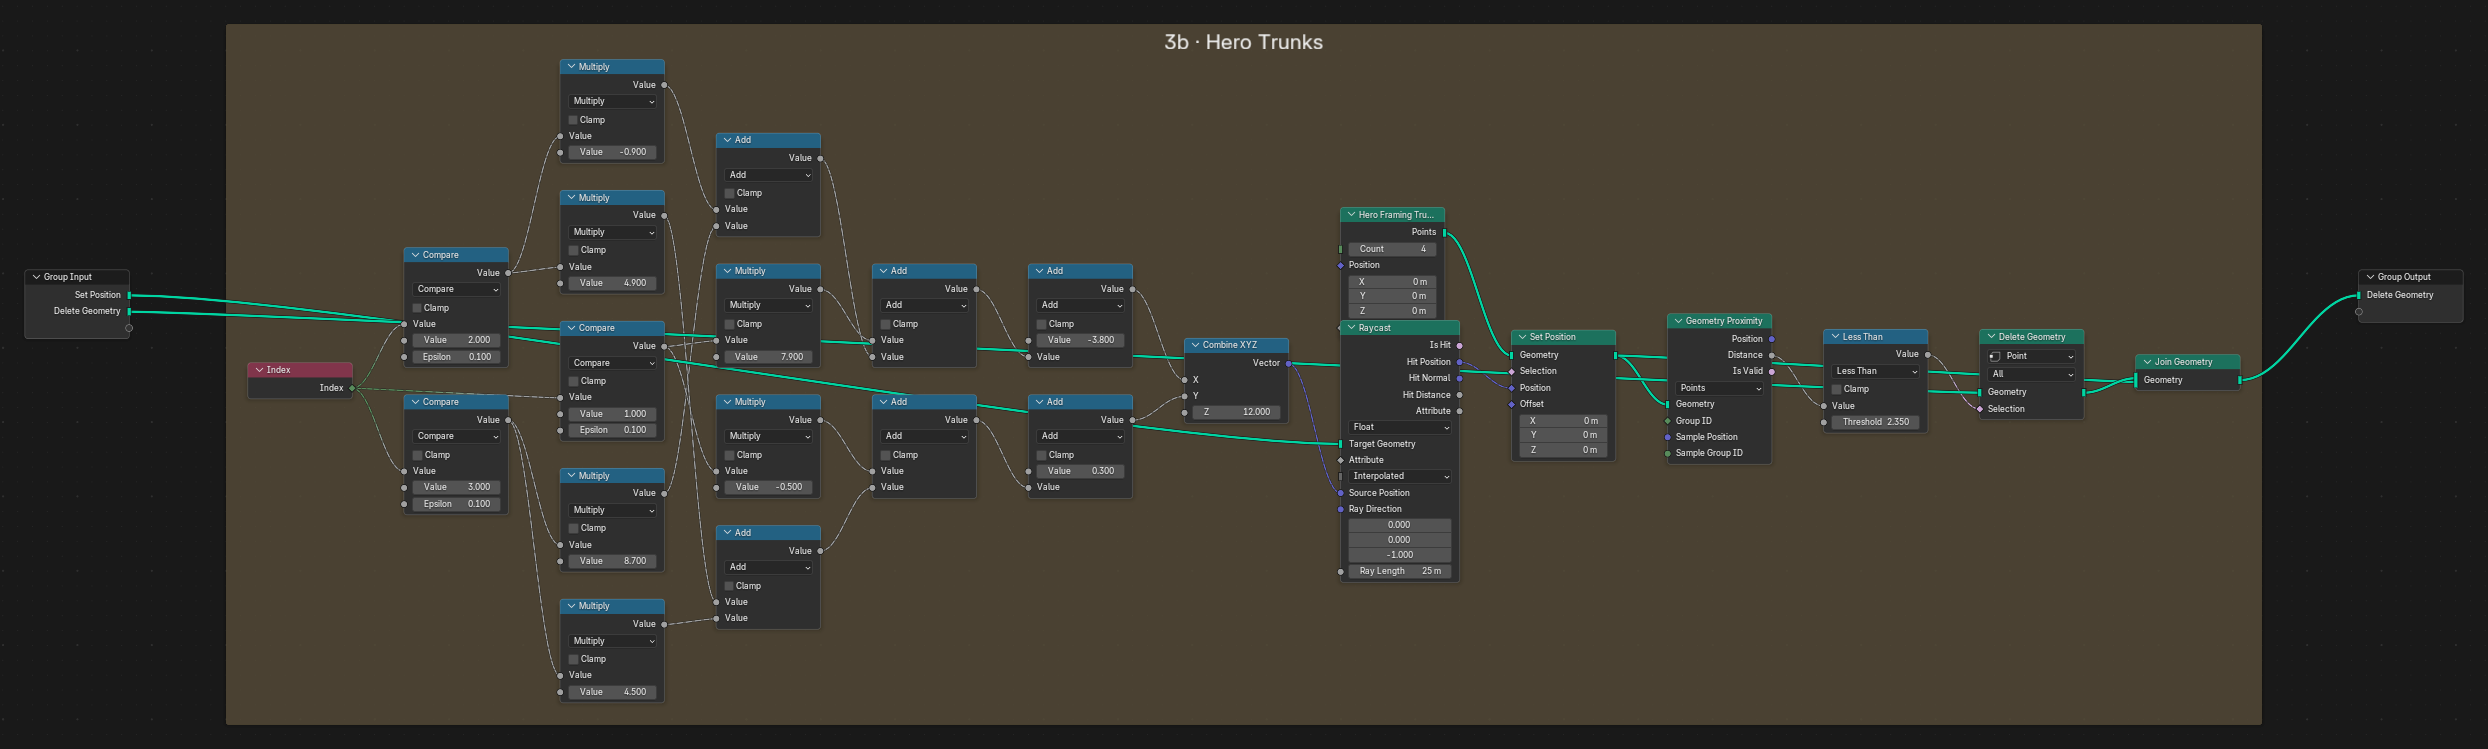 3b · Hero Trunks
Group Input
Set Position
Delete Geometry
Index
Index
Compare
Value
Compare
Clamp
Value
Value 2.000
Epsilon 0.100
Compare
Value
Compare
Clamp
Value
Value 3.000
Epsilon 0.100
Multiply
Value
Multiply
Clamp
Value
Value -0.900
Multiply
Value
Multiply
Clamp
Value
Value 4.900
Compare
Value
Compare
Clamp
Value
Value 1.000
Epsilon 0.100
Multiply
Value
Multiply
Clamp
Value
Value 8.700
Multiply
Value
Multiply
Clamp
Value
Value 4.500
Add
Value
Add
Clamp
Value
Value
Multiply
Value
Multiply
Clamp
Value
Value 7.900
Multiply
Value
Multiply
Clamp
Value
Value -0.500
Add
Value
Add
Clamp
Value
Value
Add
Value
Add
Clamp
Value
Value
Add
Value
Add
Clamp
Value
Value
Add
Value
Add
Clamp
Value -3.800
Value
Add
Value
Add
Clamp
Value 0.300
Value
Combine XYZ
Vector
X
Y
Z 12.000
Hero Framing Tru...
Points
Count 4
Position
X 0 m
Y 0 m
Z 0 m
Raycast
Is Hit
Hit Position
Hit Normal
Hit Distance
Attribute
Float
Target Geometry
Attribute
Interpolated
Source Position
Ray Direction
0.000
0.000
-1.000
Ray Length 25 m
Set Position
Geometry
Selection
Position
Offset
X 0 m
Y 0 m
Z 0 m
Geometry Proximity
Position
Distance
Is Valid
Points
Geometry
Group ID
Sample Position
Sample Group ID
Less Than
Value
Less Than
Clamp
Value
Threshold 2.350
Delete Geometry
Point
All
Geometry
Selection
Join Geometry
Geometry
Group Output
Delete Geometry